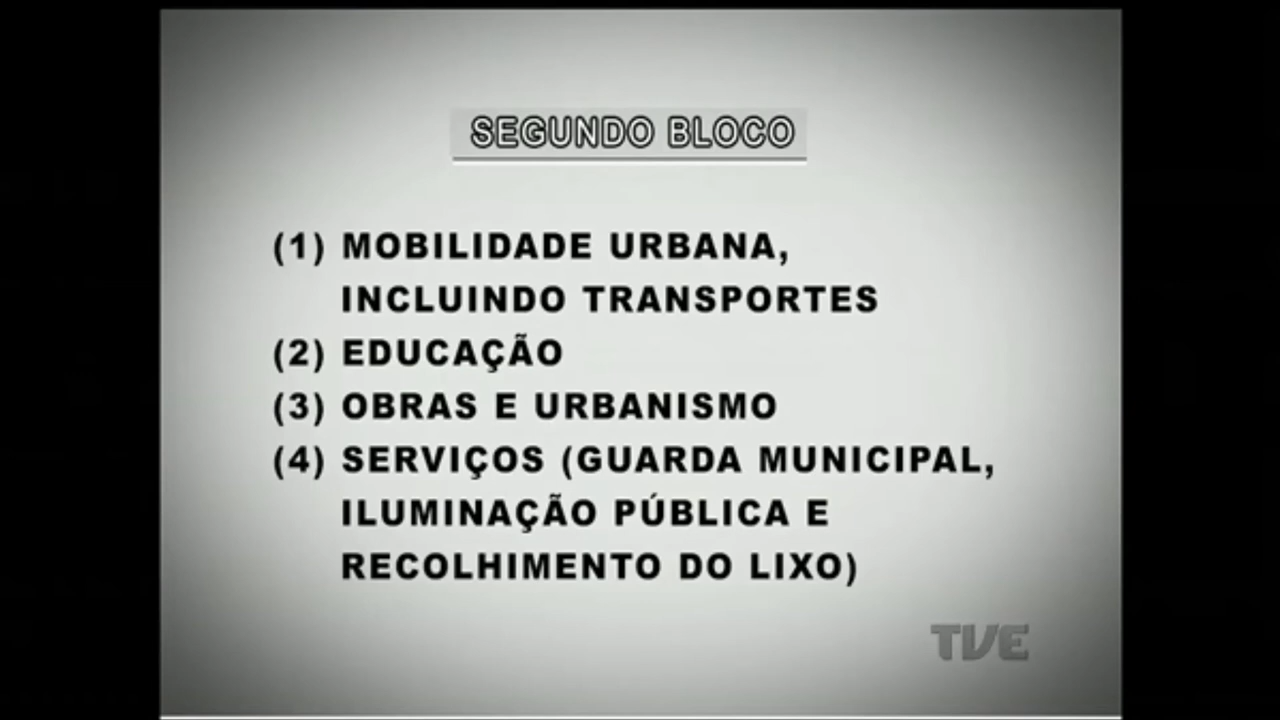 SEGUNDO BLOCO
(1) MOBILIDADE URBANA,
INCLUINDO TRANSPORTES
(2) EDUCAÇÃO
(3) OBRAS E URBANISMO
(4) SERVIÇOS (GUARDA MUNICIPAL,
ILUMINAÇÃO PÚBLICA E
RECOLHIMENTO DO LIXO)
TVE